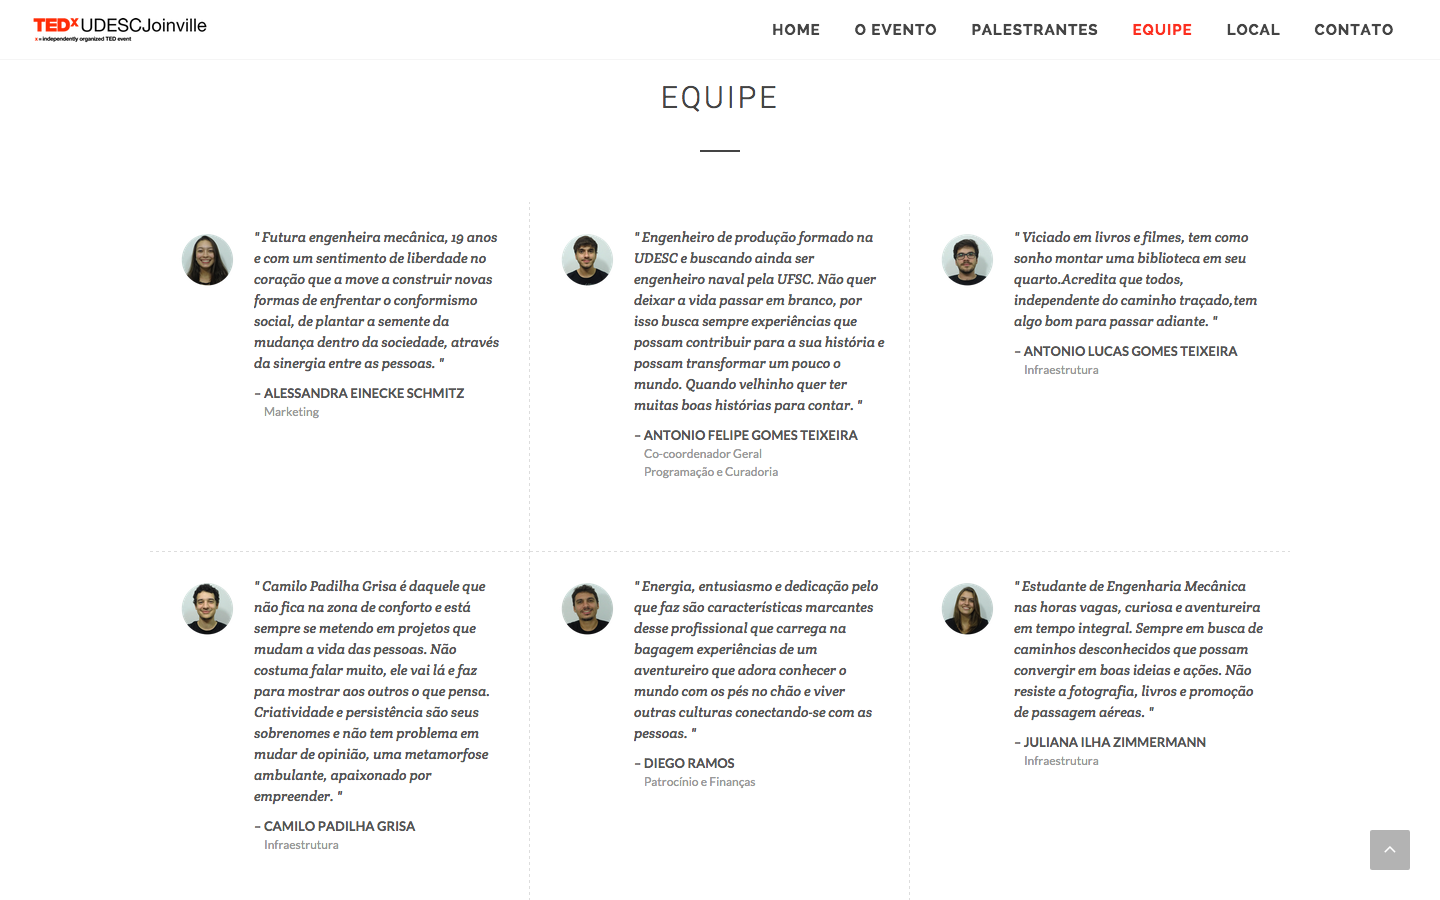 TEDx UDESCJoinville
x = independently organized TED event
HOME
O EVENTO
PALESTRANTES
EQUIPE
LOCAL
CONTATO
EQUIPE
" Futura engenheira mecânica, 19 anos
e com um sentimento de liberdade no
coração que a move a construir novas
formas de enfrentar o conformismo
social, de plantar a semente da
mudança dentro da sociedade, através
da sinergia entre as pessoas. "
– ALESSANDRA EINECKE SCHMITZ
Marketing
" Engenheiro de produção formado na
UDESC e buscando ainda ser
engenheiro naval pela UFSC. Não quer
deixar a vida passar em branco, por
isso busca sempre experiências que
possam contribuir para a sua história e
possam transformar um pouco o
mundo. Quando velhinho quer ter
muitas boas histórias para contar. "
– ANTONIO FELIPE GOMES TEIXEIRA
Co-coordenador Geral
Programação e Curadoria
" Viciado em livros e filmes, tem como
sonho montar uma biblioteca em seu
quarto.Acredita que todos,
independente do caminho traçado,tem
algo bom para passar adiante. "
– ANTONIO LUCAS GOMES TEIXEIRA
Infraestrutura
" Camilo Padilha Grisa é daquele que
não fica na zona de conforto e está
sempre se metendo em projetos que
mudam a vida das pessoas. Não
costuma falar muito, ele vai lá e faz
para mostrar aos outros o que pensa.
Criatividade e persistência são seus
sobrenomes e não tem problema em
mudar de opinião, uma metamorfose
ambulante, apaixonado por
empreender. "
– CAMILO PADILHA GRISA
Infraestrutura
" Energia, entusiasmo e dedicação pelo
que faz são características marcantes
desse profissional que carrega na
bagagem experiências de um
aventureiro que adora conhecer o
mundo com os pés no chão e viver
outras culturas conectando-se com as
pessoas. "
– DIEGO RAMOS
Patrocínio e Finanças
" Estudante de Engenharia Mecânica
nas horas vagas, curiosa e aventureira
em tempo integral. Sempre em busca de
caminhos desconhecidos que possam
convergir em boas ideias e ações. Não
resiste a fotografia, livros e promoção
de passagem aéreas. "
– JULIANA ILHA ZIMMERMANN
Infraestrutura